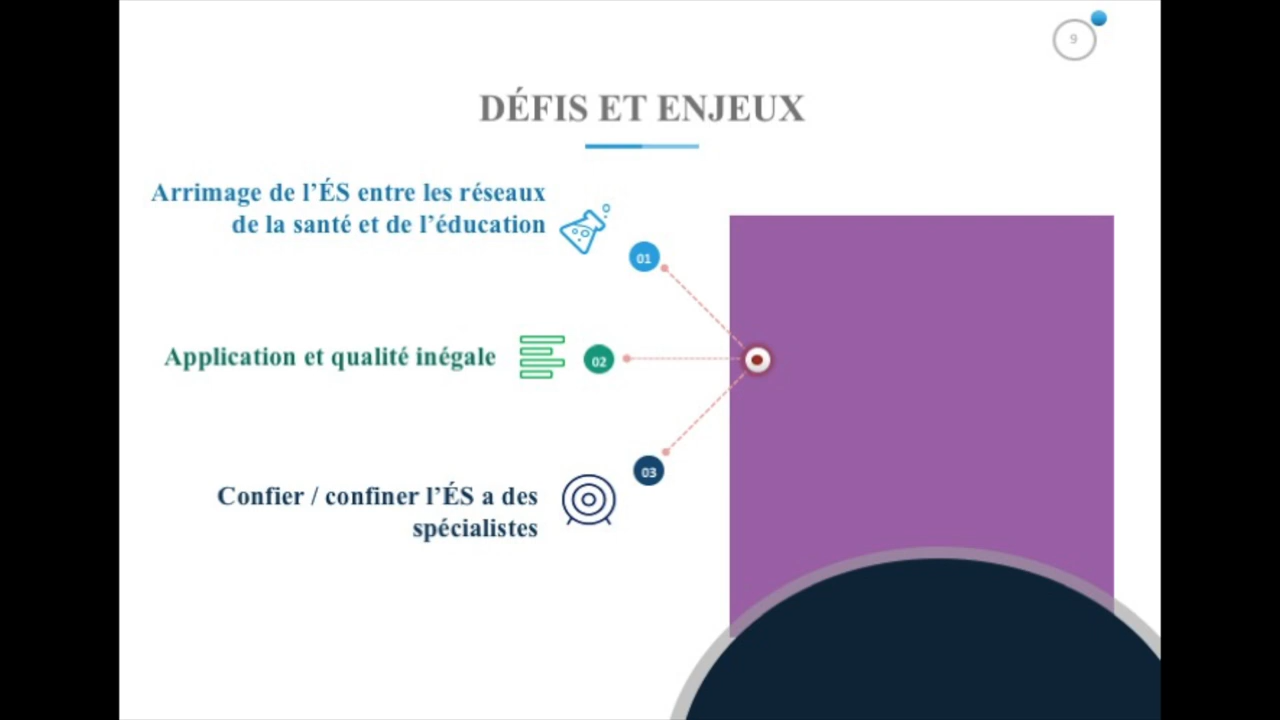 9
DÉFIS ET ENJEUX
Arrimage de l’ÉS entre les réseaux
de la santé et de l’éducation
01
Application et qualité inégale
02
03
Confier / confiner l’ÉS a des
spécialistes